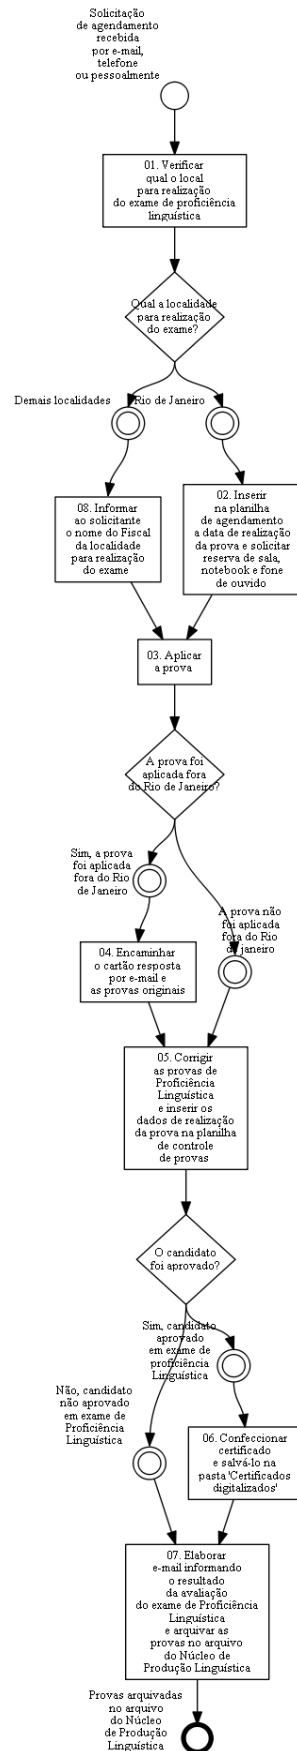 Solicitação
de agendamento
recebida
por e-mail,
telefone
ou pessoalmente
01. Verificar
qual o local
para realização
do exame de proficiência
linguística
Qual a localidade
para realização
do exame?
Demais localidades
Rio de Janeiro
08. Informar
ao solicitante
o nome do Fiscal
da localidade
para realização
do exame
02. Inserir
na planilha
de agendamento
a data de realização
da prova e solicitar
reserva de sala,
notebook e fone
de ouvido
03. Aplicar
a prova
A prova foi
aplicada fora
do Rio de Janeiro?
Sim, a prova
foi aplicada
fora do Rio
de Janeiro
A prova não
foi aplicada
fora do Rio
de janeiro
04. Encaminhar
o cartão resposta
por e-mail e
as provas originais
05. Corrigir
as provas de
Proficiência
Linguística
e inserir os
dados de realização
da prova na planilha
de controle
de provas
O candidato
foi aprovado?
Sim, candidato
aprovado
em exame de
proficiência
Linguística
Não, candidato
não aprovado
em exame de
Proficiência
Linguística
06. Confeccionar
certificado
e salvá-lo na
pasta 'Certificados
digitalizados'
07. Elaborar
e-mail informando
o resultado
da avaliação
do exame de Proficiência
Linguística
e arquivar as
provas no arquivo
do Núcleo de
Produção Linguística
Provas arquivadas
no arquivo
do Núcleo
de Produção
Linguística